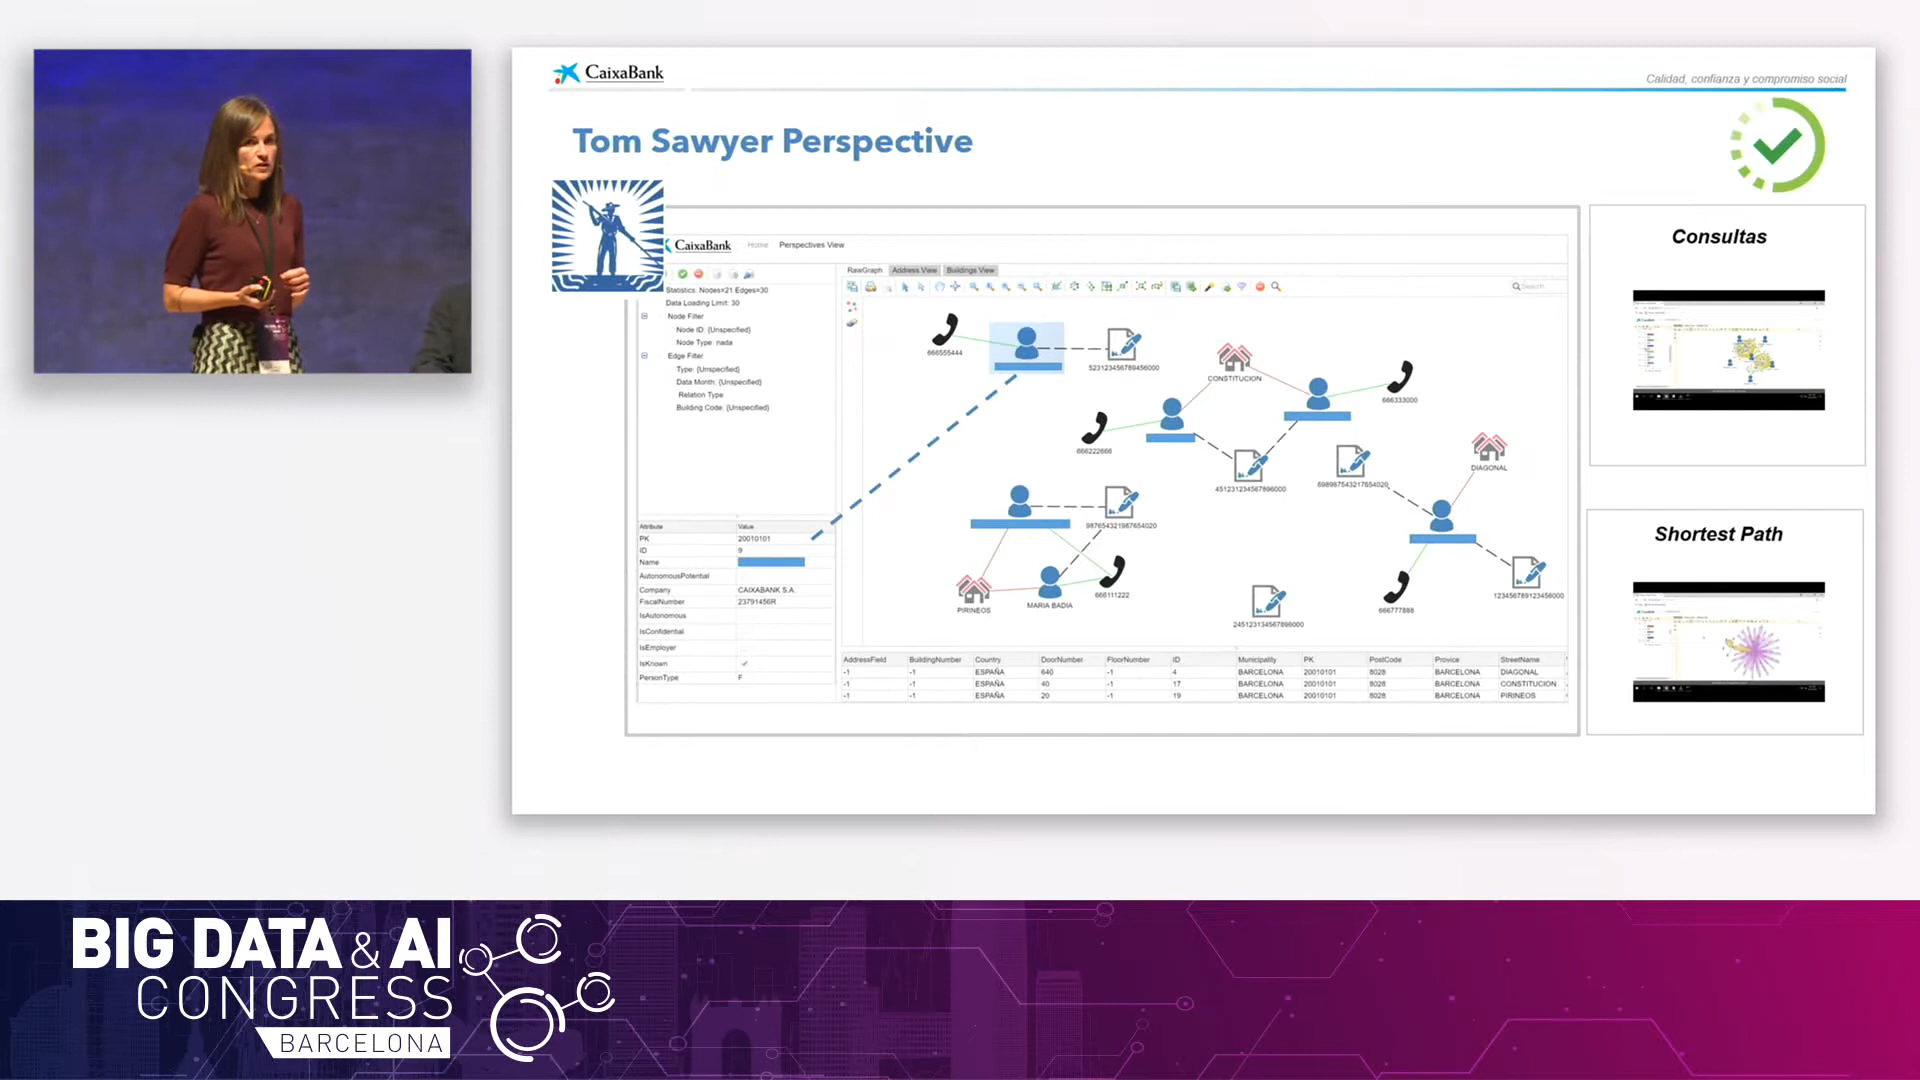 CaixaBank
Calidad, confianza y compromiso social
Tom Sawyer Perspective
CaixaBank Home Perspectives View
RawGraph Address View Buildings View
Search
Statistics: Nodes=21 Edges=30
Data Loading Limit: 30
Node Filter
Node ID: {Unspecified}
Node Type: nada
Edge Filter
Type: {Unspecified}
Data Month: {Unspecified}
Relation Type
Building Code: {Unspecified}
666555444
523123456789456000
CONSTITUCION
666333000
666222666
451231234567896000
698987543217654020
DIAGONAL
987654321987654020
PIRINEOS
MARIA BADIA
666111222
245123134567896000
666777888
123456789123456000
Attribute Value
PK 20010101
ID 9
Name
AutonomousPotential
Company CAIXABANK S.A.
FiscalNumber 23791456R
IsAutonomous
IsConfidential
IsEmployer
IsKnown
PersonType F
AddressField BuildingNumber Country DoorNumber FloorNumber ID Municipality PK PostCode Provice StreetName
-1 -1 ESPAÑA 640 -1 4 BARCELONA 20010101 8028 BARCELONA DIAGONAL
-1 -1 ESPAÑA 40 -1 17 BARCELONA 20010101 8028 BARCELONA CONSTITUCION
-1 -1 ESPAÑA 20 -1 19 BARCELONA 20010101 8028 BARCELONA PIRINEOS
Consultas
Shortest Path
BIG DATA & AI
CONGRESS
BARCELONA